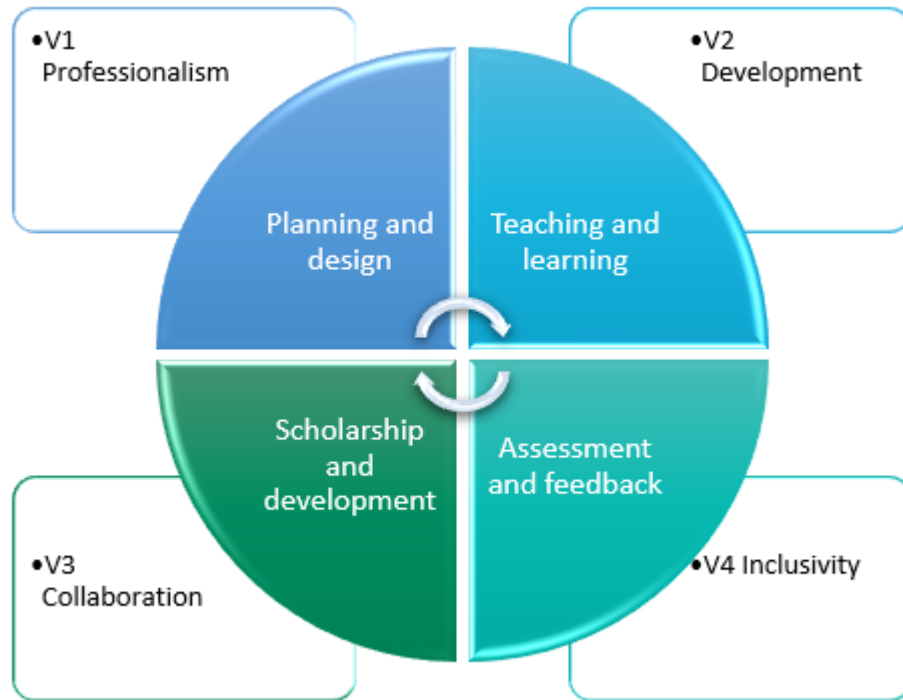 •V1
Professionalism
•V2
Development
Planning and
design
Teaching and
learning
Scholarship
and
development
Assessment
and feedback
•V3
Collaboration
•V4 Inclusivity